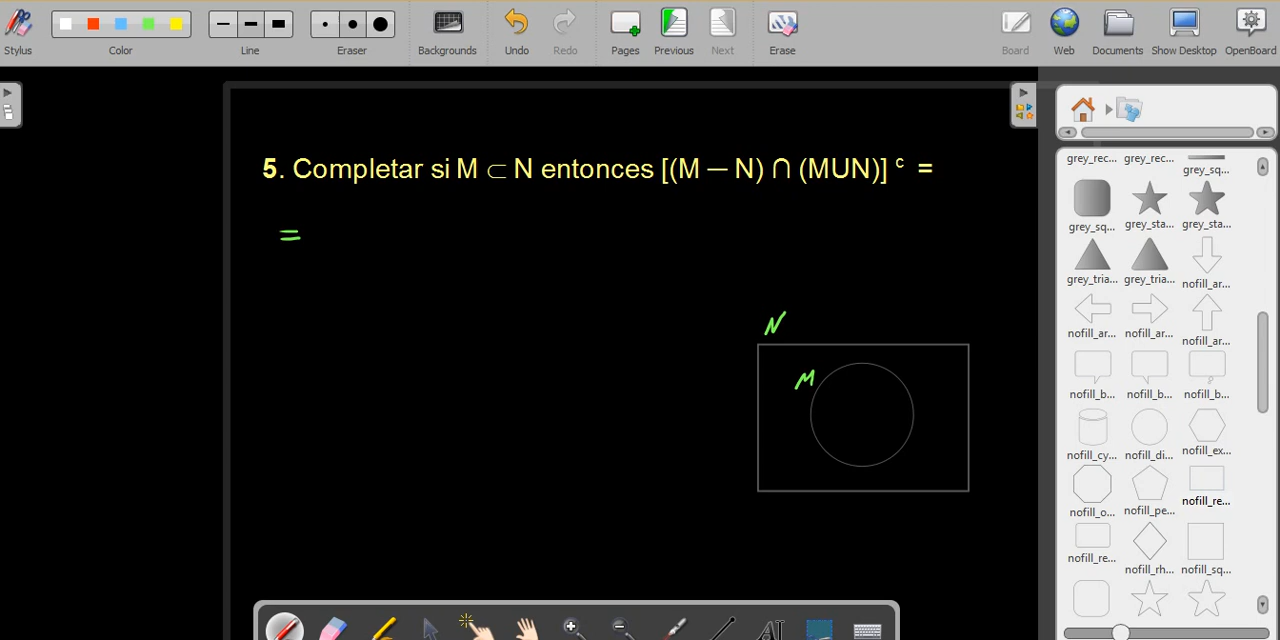 Stylus Color Line Eraser Backgrounds Undo Redo Pages Previous Next Erase Board Web Documents Show Desktop OpenBoard
5. Completar si M ⊂ N entonces [(M — N) ∩ (MUN)] ᶜ =
=
N
M
grey_rec... grey_rec... grey_sq...
grey_sq... grey_sta... grey_sta...
grey_tria... grey_tria... nofill_ar...
nofill_ar... nofill_ar... nofill_ar...
nofill_b... nofill_b... nofill_b...
nofill_cy... nofill_di... nofill_ex...
nofill_o... nofill_pe... nofill_re...
nofill_re... nofill_rh... nofill_sq...